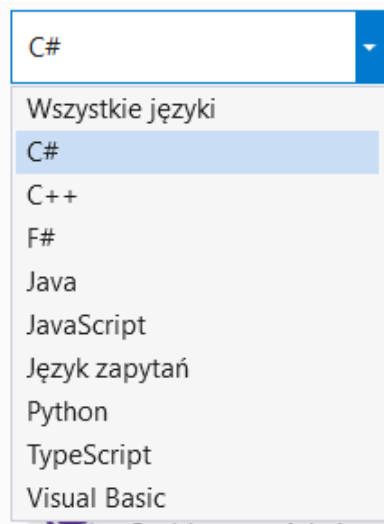 C#
Wszystkie języki
C#
C++
F#
Java
JavaScript
Język zapytań
Python
TypeScript
Visual Basic